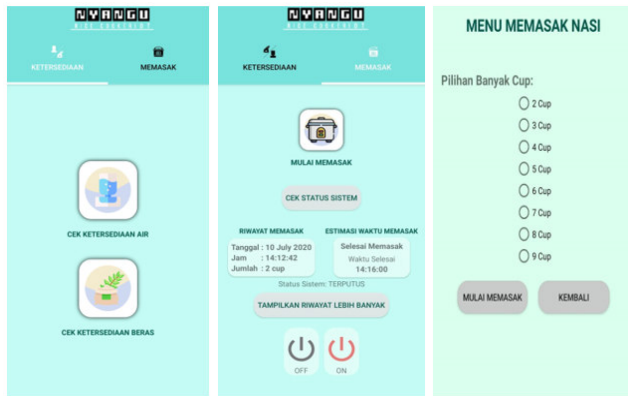 NYANGU
KETERSEDIAAN
MEMASAK
CEK KETERSEDIAAN AIR
CEK KETERSEDIAAN BERAS
NYANGU
KETERSEDIAAN
MEMASAK
MULAI MEMASAK
CEK STATUS SISTEM
RIWAYAT MEMASAK
Tanggal : 10 July 2020
Jam : 14:12:42
Jumlah : 2 cup
ESTIMASI WAKTU MEMASAK
Selesai Memasak
Waktu Selesai
14:16:00
Status Sistem: TERPUTUS
TAMPILKAN RIWAYAT LEBIH BANYAK
OFF
ON
MENU MEMASAK NASI
Pilihan Banyak Cup:
2 Cup
3 Cup
4 Cup
5 Cup
6 Cup
7 Cup
8 Cup
9 Cup
MULAI MEMASAK
KEMBALI